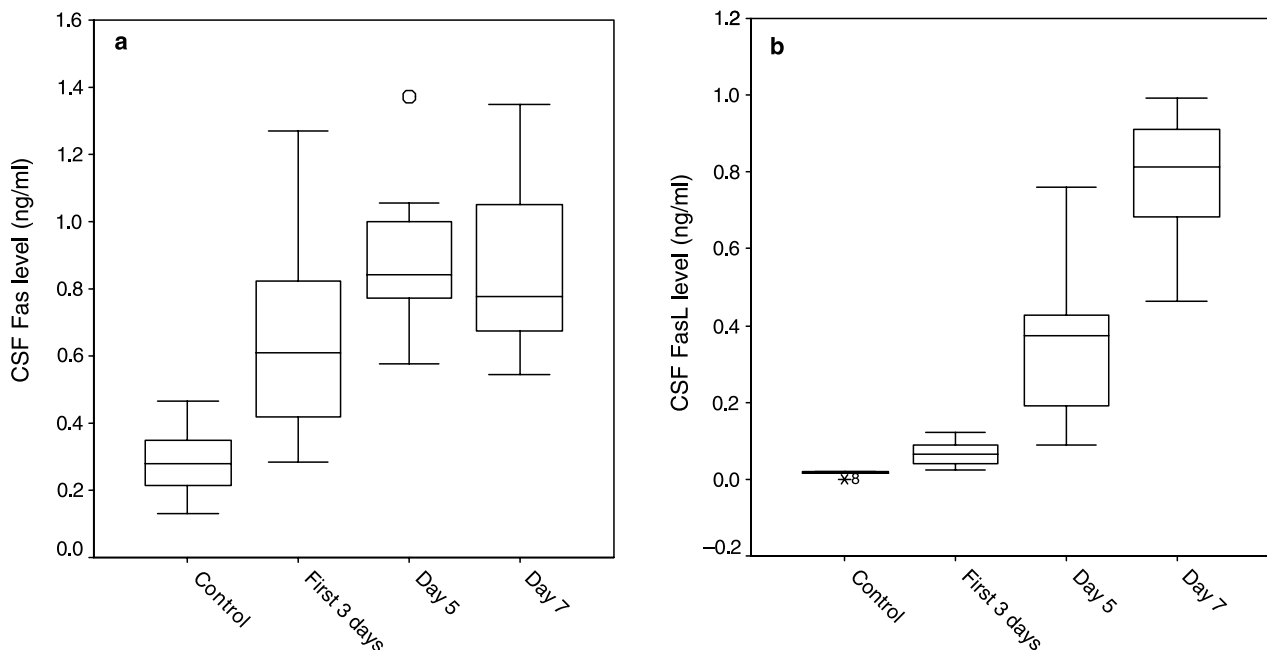 a
CSF Fas level (ng/ml)
1.6
1.4
1.2
1.0
0.8
0.6
0.4
0.2
0.0
Control
First 3 days
Day 5
Day 7
b
CSF FasL level (ng/ml)
1.2
1.0
0.8
0.6
0.4
0.2
0.0
–0.2
8
Control
First 3 days
Day 5
Day 7